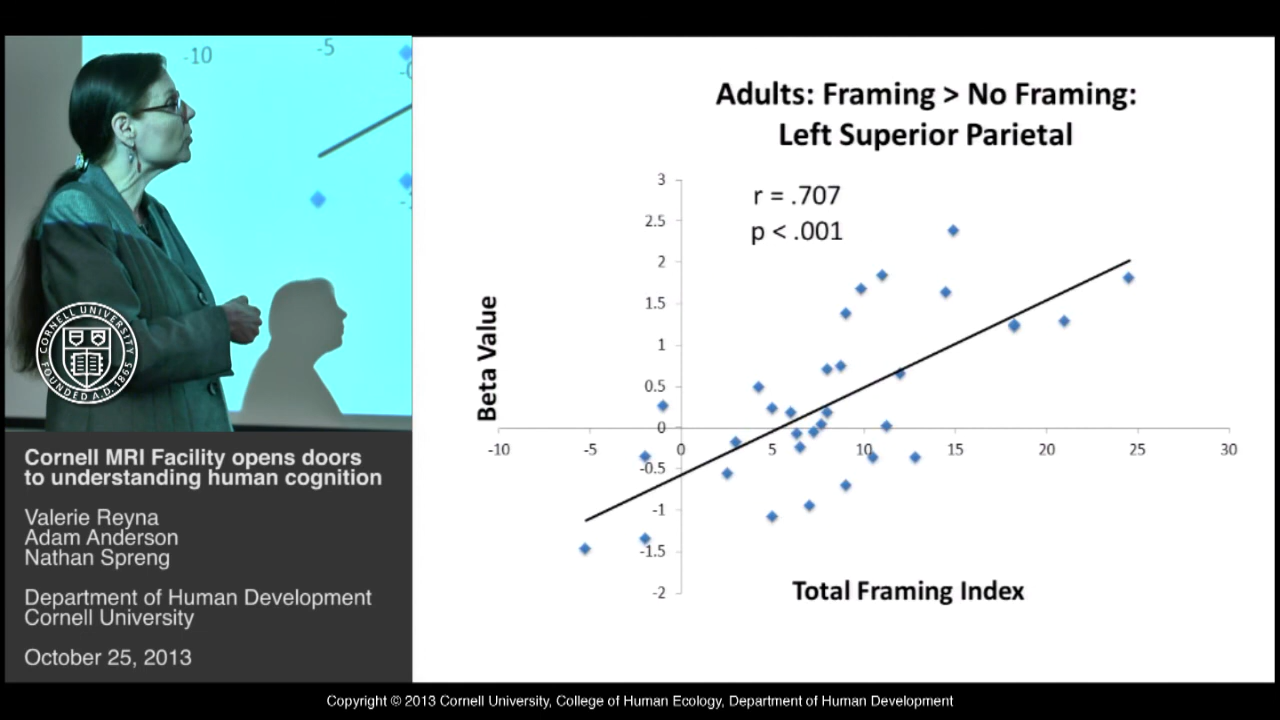 -10
-5
CORNELL UNIVERSITY
FOUNDED A.D. 1865
Cornell MRI Facility opens doors
to understanding human cognition
Valerie Reyna
Adam Anderson
Nathan Spreng
Department of Human Development
Cornell University
October 25, 2013
Adults: Framing > No Framing:
Left Superior Parietal
r = .707
p < .001
3
2.5
2
1.5
1
0.5
0
-0.5
-1
-1.5
-2
Beta Value
-10 -5 0 5 10 15 20 25 30
Total Framing Index
Copyright © 2013 Cornell University, College of Human Ecology, Department of Human Development